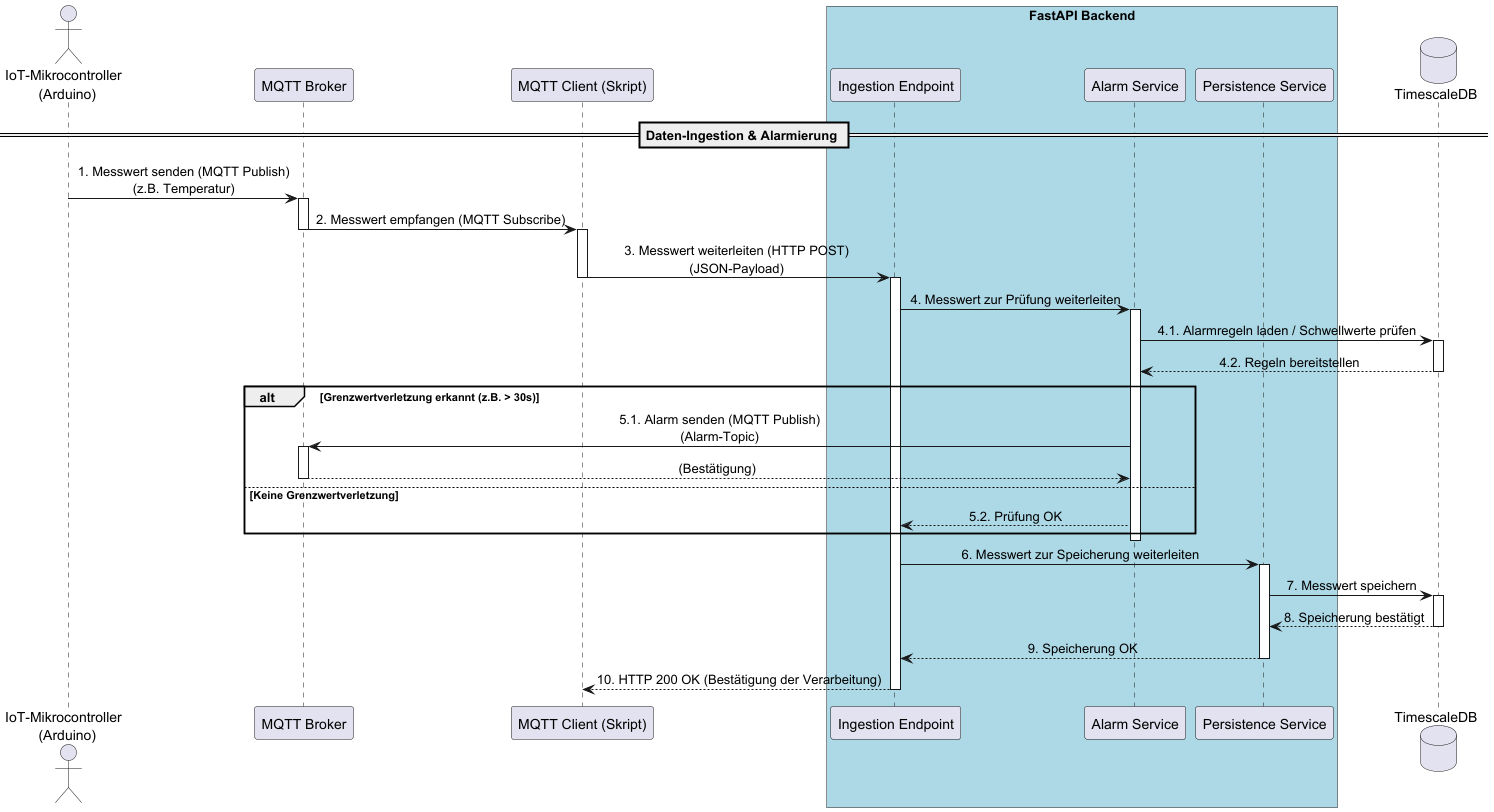 FastAPI Backend
IoT-Mikrocontroller
(Arduino)
MQTT Broker
MQTT Client (Skript)
Ingestion Endpoint
Alarm Service
Persistence Service
TimescaleDB
Daten-Ingestion & Alarmierung
1. Messwert senden (MQTT Publish)
(z.B. Temperatur)
2. Messwert empfangen (MQTT Subscribe)
3. Messwert weiterleiten (HTTP POST)
(JSON-Payload)
4. Messwert zur Prüfung weiterleiten
4.1. Alarmregeln laden / Schwellwerte prüfen
4.2. Regeln bereitstellen
alt
[Grenzwertverletzung erkannt (z.B. > 30s)]
5.1. Alarm senden (MQTT Publish)
(Alarm-Topic)
(Bestätigung)
[Keine Grenzwertverletzung]
5.2. Prüfung OK
6. Messwert zur Speicherung weiterleiten
7. Messwert speichern
8. Speicherung bestätigt
9. Speicherung OK
10. HTTP 200 OK (Bestätigung der Verarbeitung)
IoT-Mikrocontroller
(Arduino)
MQTT Broker
MQTT Client (Skript)
Ingestion Endpoint
Alarm Service
Persistence Service
TimescaleDB